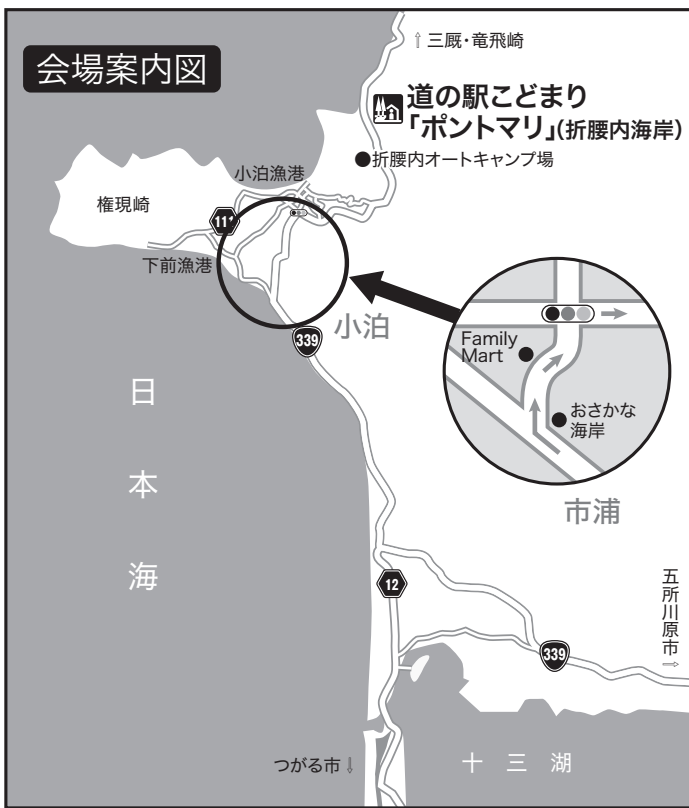 会場案内図
⇧三厩・竜飛崎
道の駅こどまり
「ポントマリ」(折腰内海岸)
●折腰内オートキャンプ場
小泊漁港
権現崎
下前漁港
339
小泊
Family
Mart
おさかな
海岸
市浦
日本海
12
339
五所川原市⇨
つがる市⇩
十三湖